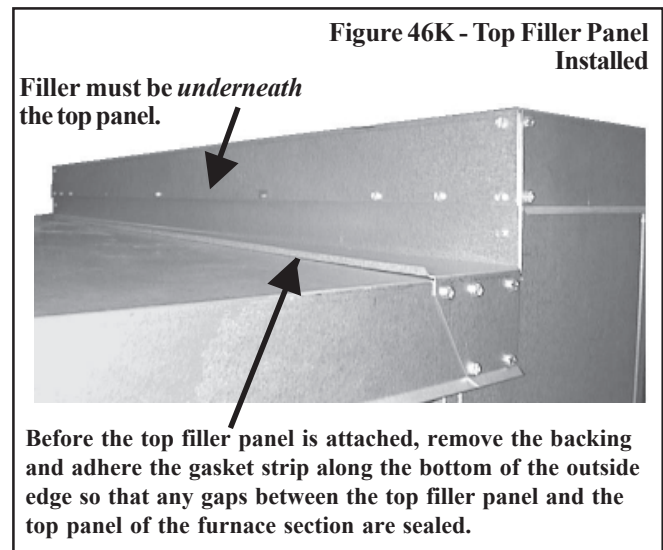 Figure 46K - Top Filler Panel
Installed
Filler must be underneath
the top panel.
Before the top filler panel is attached, remove the backing
and adhere the gasket strip along the bottom of the outside
edge so that any gaps between the top filler panel and the
top panel of the furnace section are sealed.